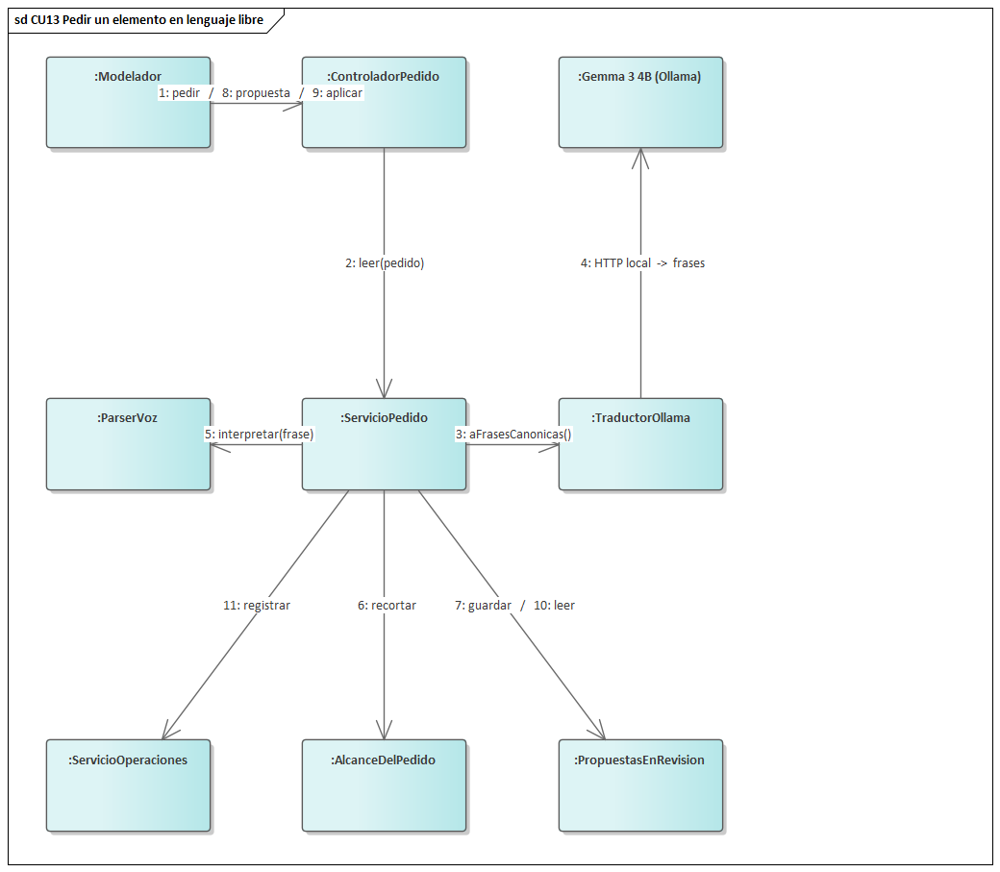 sd CU13 Pedir un elemento en lenguaje libre
:Modelador
:ControladorPedido
:Gemma 3 4B (Ollama)
1: pedir / 8: propuesta / 9: aplicar
2: leer(pedido)
4: HTTP local -> frases
:ParserVoz
:ServicioPedido
:TraductorOllama
5: interpretar(frase)
3: aFrasesCanonicas()
11: registrar
6: recortar
7: guardar / 10: leer
:ServicioOperaciones
:AlcanceDelPedido
:PropuestasEnRevision